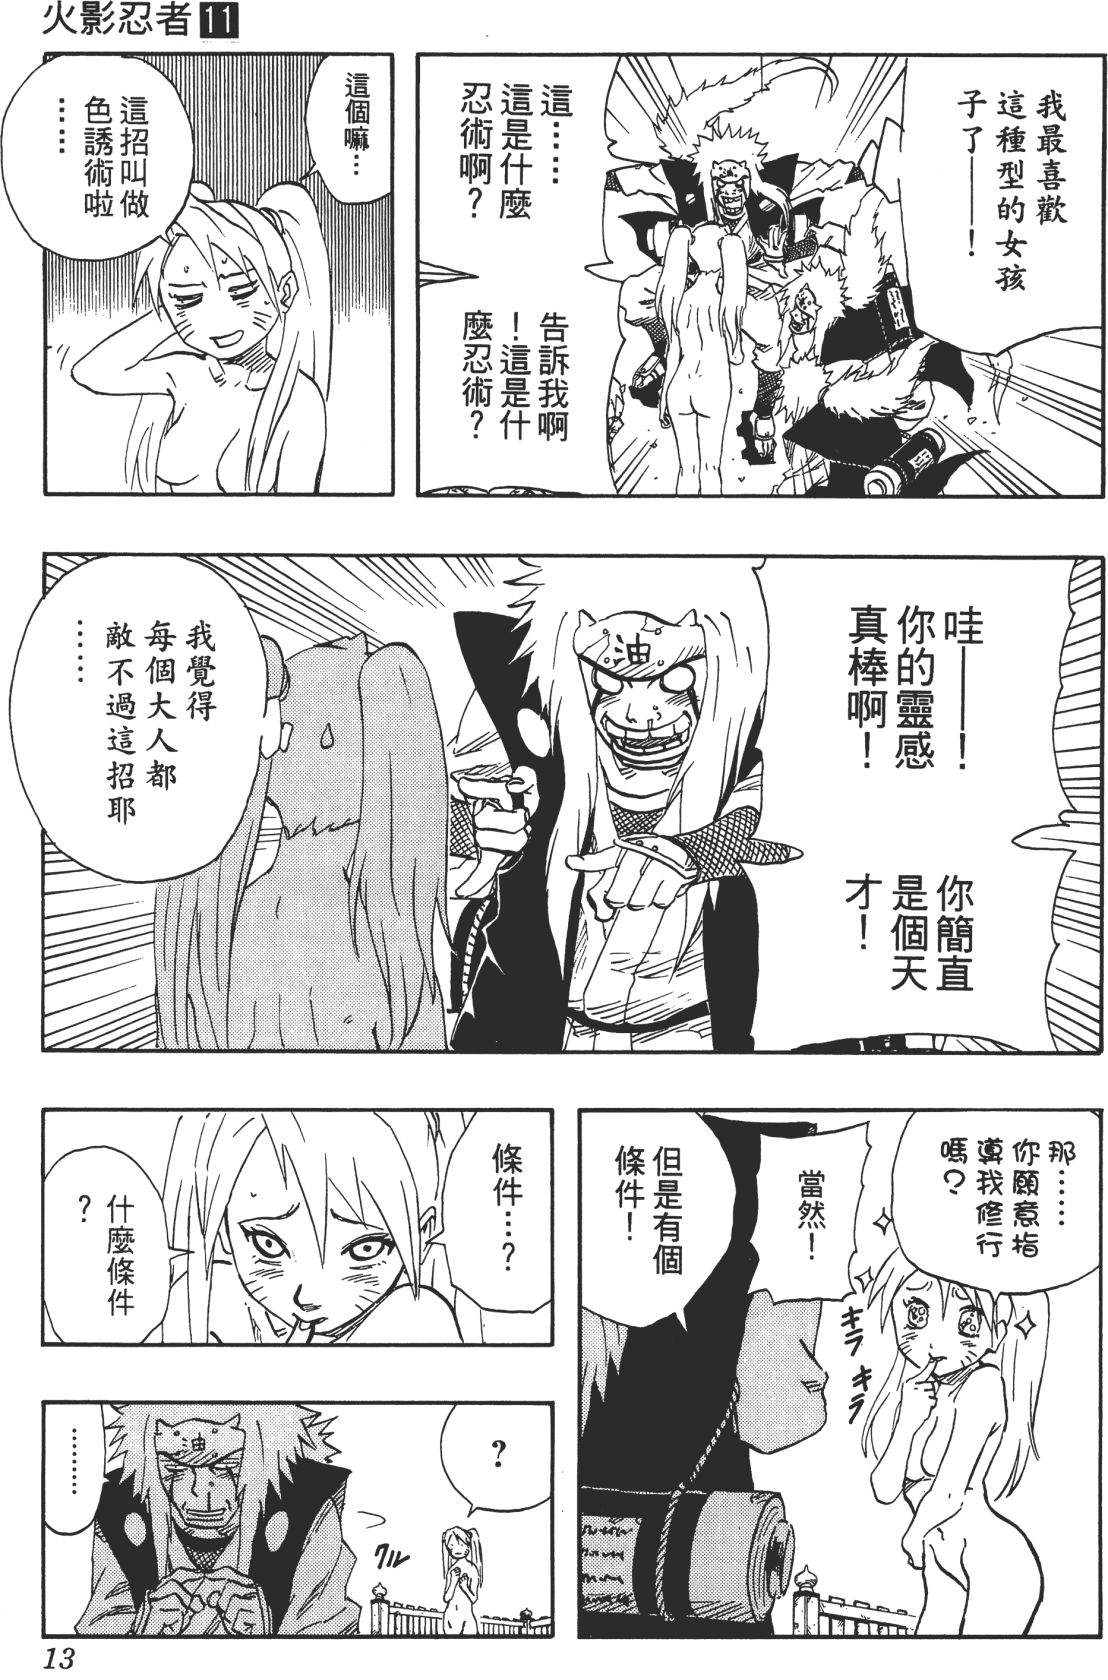 火影忍者 11
我最喜歡
這種型的女孩
子了——!
這……
這是什麼
忍術啊?
告訴我啊
!這是什
麼忍術?
這個嘛…
這招叫做
色誘術啦
……
哇——!
你的靈感
真棒啊!
你簡直
是個天
才!
油
我覺得
每個大人都
敵不過這招耶
……
那……
你願意指
導我修行
嗎?
キラ
キラ
當然!
但是有個
條件!
條件…?
什麼條件
?
?
クル
油
………
13